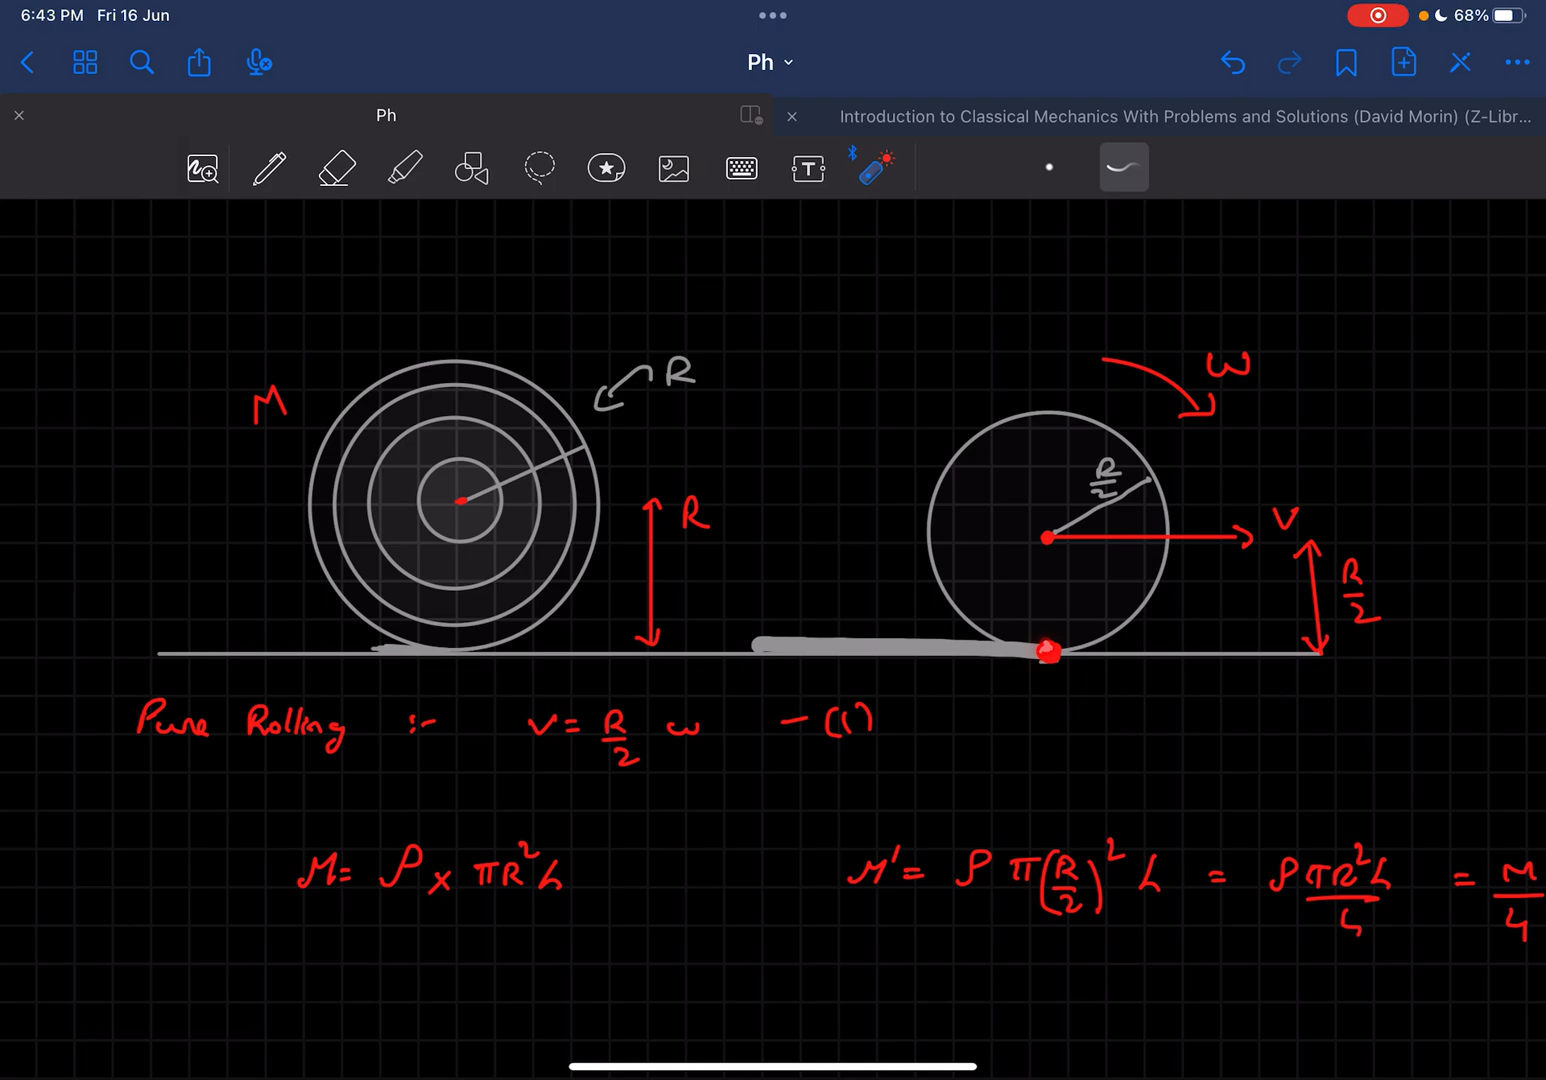 6:43 PM Fri 16 Jun
68%
Ph
Ph
Introduction to Classical Mechanics With Problems and Solutions (David Morin) (Z-Libr...
T
M
R
R
ω
R/2
V
R/2
Pure Rolling :- V = R/2 ω - (1)
M = ρ × πR²L
M' = ρ π(R/2)² L = ρπR²L/4 = M/4